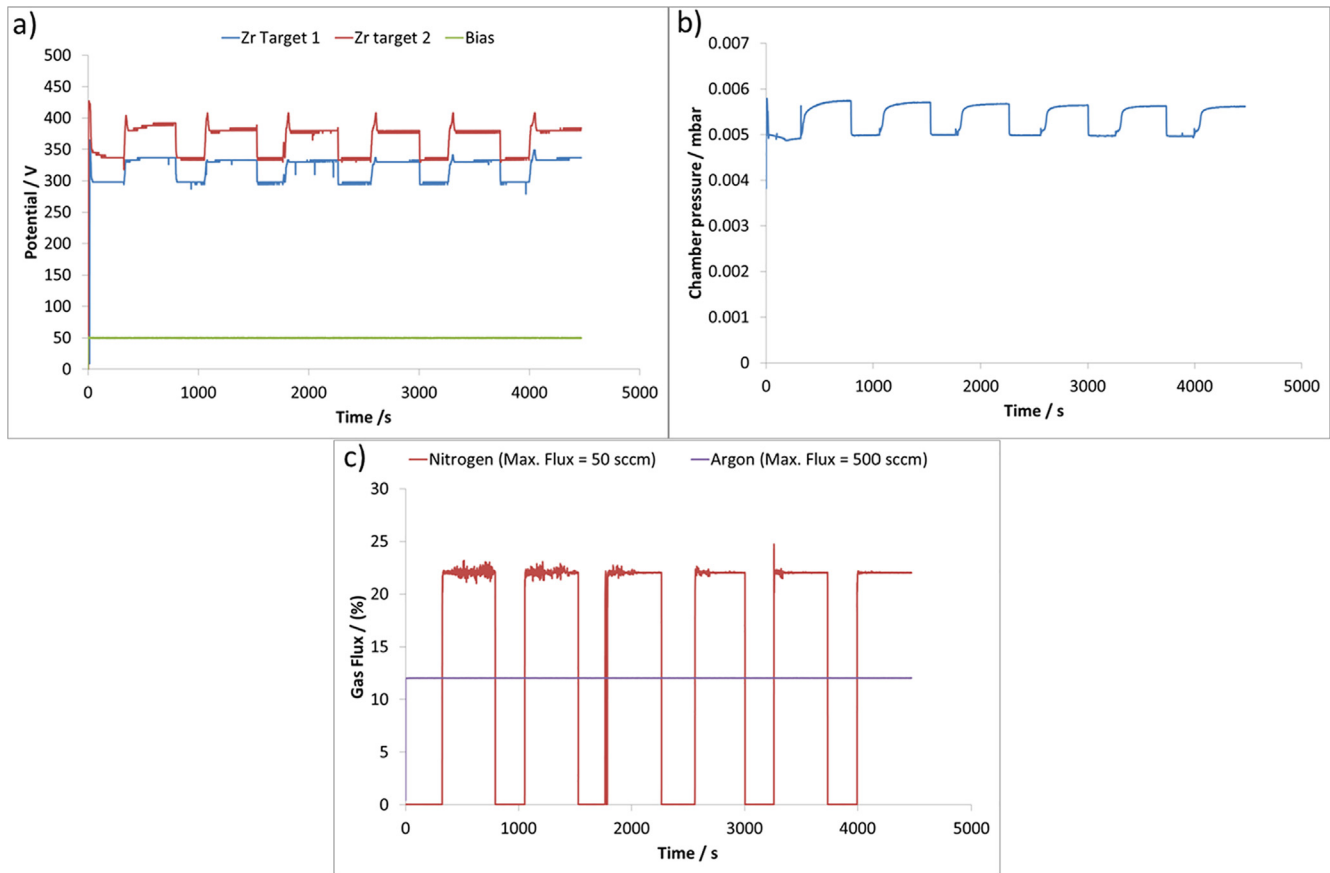 a)
Zr Target 1 Zr target 2 Bias
500
450
400
350
300
250
200
150
100
50
0
Potential / V
0 1000 2000 3000 4000 5000
Time /s
b)
0.007
0.006
0.005
0.004
0.003
0.002
0.001
0
Chamber pressure / mbar
0 1000 2000 3000 4000 5000
Time / s
c)
Nitrogen (Max. Flux = 50 sccm) Argon (Max. Flux = 500 sccm)
30
25
20
15
10
5
0
Gas Flux / (%)
0 1000 2000 3000 4000 5000
Time / s